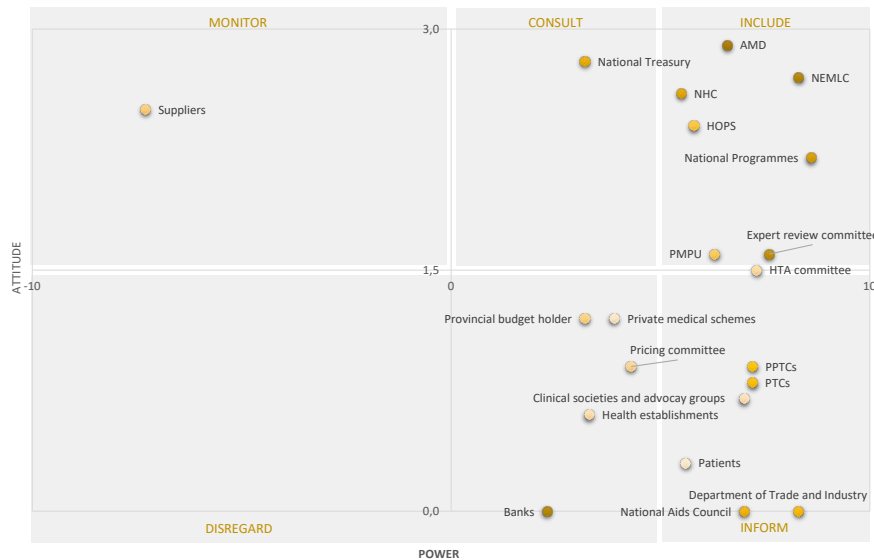 MONITOR
CONSULT
INCLUDE
3,0
AMD
National Treasury
NEMLC
NHC
Suppliers
HOPS
National Programmes
Expert review committee
PMPU
ATTITUDE
1,5
HTA committee
-10
0
10
Provincial budget holder
Private medical schemes
Pricing committee
PPTCs
PTCs
Clinical societies and advocay groups
Health establishments
Patients
Department of Trade and Industry
Banks
0,0
National Aids Council
DISREGARD
INFORM
POWER